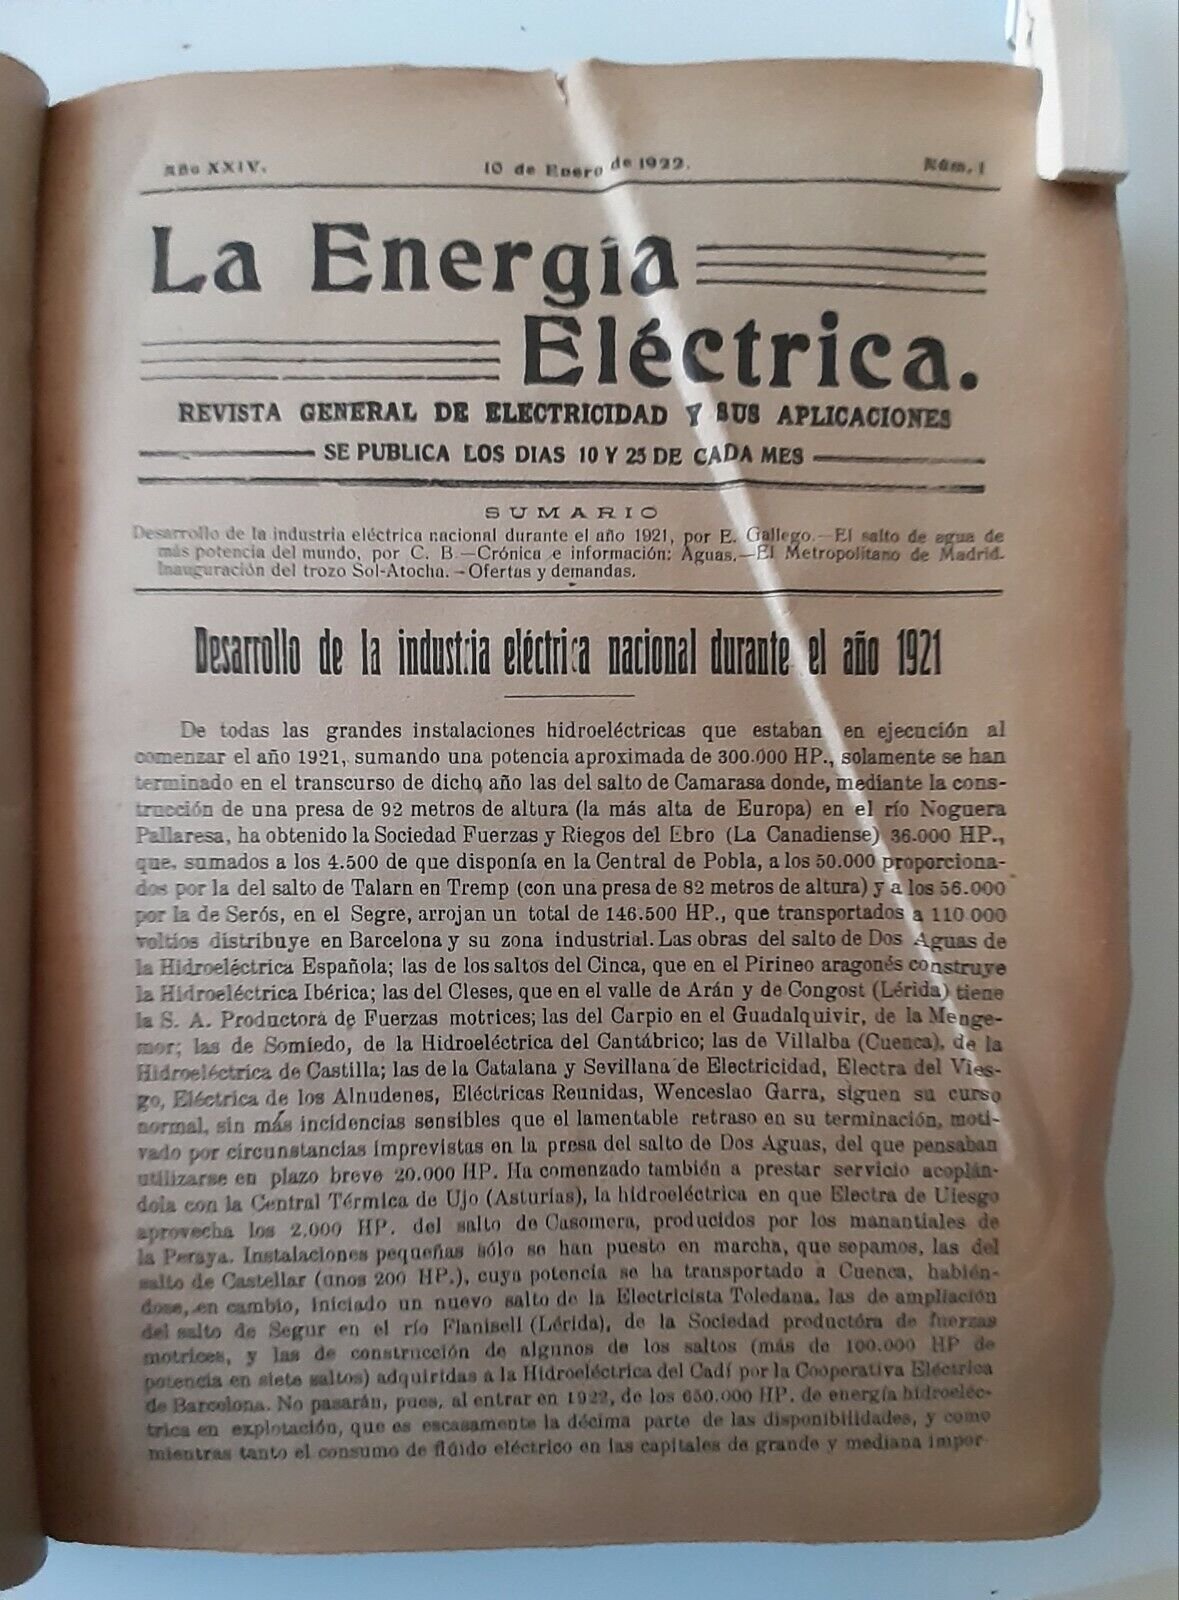 Año XXIV.
10 de Enero de 1922.
Núm. 1
La Energía
Eléctrica.
REVISTA GENERAL DE ELECTRICIDAD Y SUS APLICACIONES
SE PUBLICA LOS DIAS 10 Y 25 DE CADA MES
SUMARIO
Desarrollo de la industria eléctrica nacional durante el año 1921, por E. Gallego.—El salto de agua de
más potencia del mundo, por C. B.—Crónica e información: Aguas.—El Metropolitano de Madrid.
Inauguración del trozo Sol-Atocha.—Ofertas y demandas.
Desarrollo de la industria eléctrica nacional durante el año 1921
De todas las grandes instalaciones hidroeléctricas que estaban en ejecución al
comenzar el año 1921, sumando una potencia aproximada de 300.000 HP., solamente se han
terminado en el transcurso de dicho año las del salto de Camarasa donde, mediante la cons-
trucción de una presa de 92 metros de altura (la más alta de Europa) en el río Noguera
Pallaresa, ha obtenido la Sociedad Fuerzas y Riegos del Ebro (La Canadiense) 36.000 HP.,
que, sumados a los 4.500 de que disponía en la Central de Pobla, a los 50.000 proporciona-
dos por la del salto de Talarn en Tremp (con una presa de 82 metros de altura) y a los 56.000
por la de Serós, en el Segre, arrojan un total de 146.500 HP., que transportados a 110 000
voltios distribuye en Barcelona y su zona industrial. Las obras del salto de Dos Aguas de
la Hidroeléctrica Española; las de los saltos del Cinca, que en el Pirineo aragonés construye
la Hidroeléctrica Ibérica; las del Cleses, que en el valle de Arán y de Congost (Lérida) tiene
la S. A. Productora de Fuerzas motrices; las del Carpio en el Guadalquivir, de la Menge-
mor; las de Somiedo, de la Hidroeléctrica del Cantábrico; las de Villalba (Cuenca), de la
Hidroeléctrica de Castilla; las de la Catalana y Sevillana de Electricidad, Electra del Vies-
go, Eléctrica de los Almudenes, Eléctricas Reunidas, Wenceslao Garra, siguen su curso
normal, sin más incidencias sensibles que el lamentable retraso en su terminación, moti-
vado por circunstancias imprevistas en la presa del salto de Dos Aguas, del que pensaban
utilizarse en plazo breve 20.000 HP. Ha comenzado también a prestar servicio acoplán-
dola con la Central Térmica de Ujo (Asturias), la hidroeléctrica en que Electra de Uiesgo
aprovecha los 2.000 HP. del salto de Casomera, producidos por los manantiales de
la Peraya. Instalaciones pequeñas sólo se han puesto en marcha, que sepamos, las del
salto de Castellar (unos 200 HP.), cuya potencia se ha transportado a Cuenca, habién-
dose, en cambio, iniciado un nuevo salto de la Electricista Toledana, las de ampliación
del salto de Segur en el río Flanisell (Lérida), de la Sociedad productóra de fuerzas
motrices, y las de construcción de algunos de los saltos (más de 100.000 HP de
potencia en siete saltos) adquiridas a la Hidroeléctrica del Cadí por la Cooperativa Eléctrica
de Barcelona. No pasarán, pues, al entrar en 1922, de los 650.000 HP. de energía hidroeléc-
trica en explotación, que es escasamente la décima parte de las disponibilidades, y como
mientras tanto el consumo de flúido eléctrico en las capitales de grande y mediana impor-